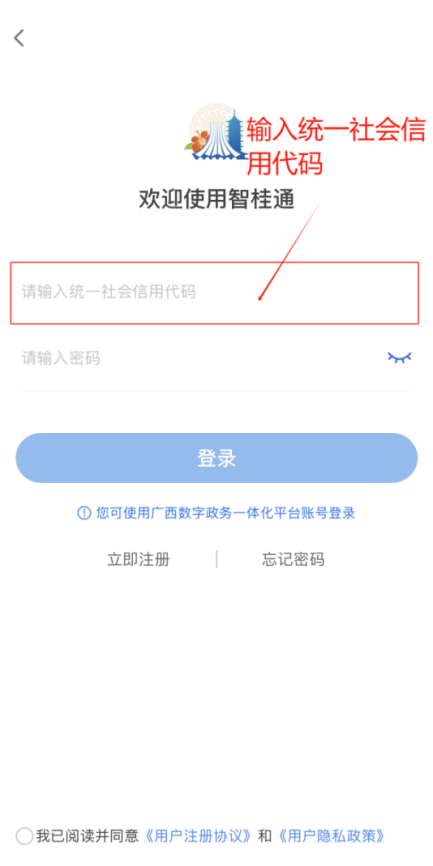 输入统一社会信
用代码
欢迎使用智桂通
请输入统一社会信用代码
请输入密码
登录
您可使用广西数字政务一体化平台账号登录
立即注册 | 忘记密码
我已阅读并同意《用户注册协议》和《用户隐私政策》